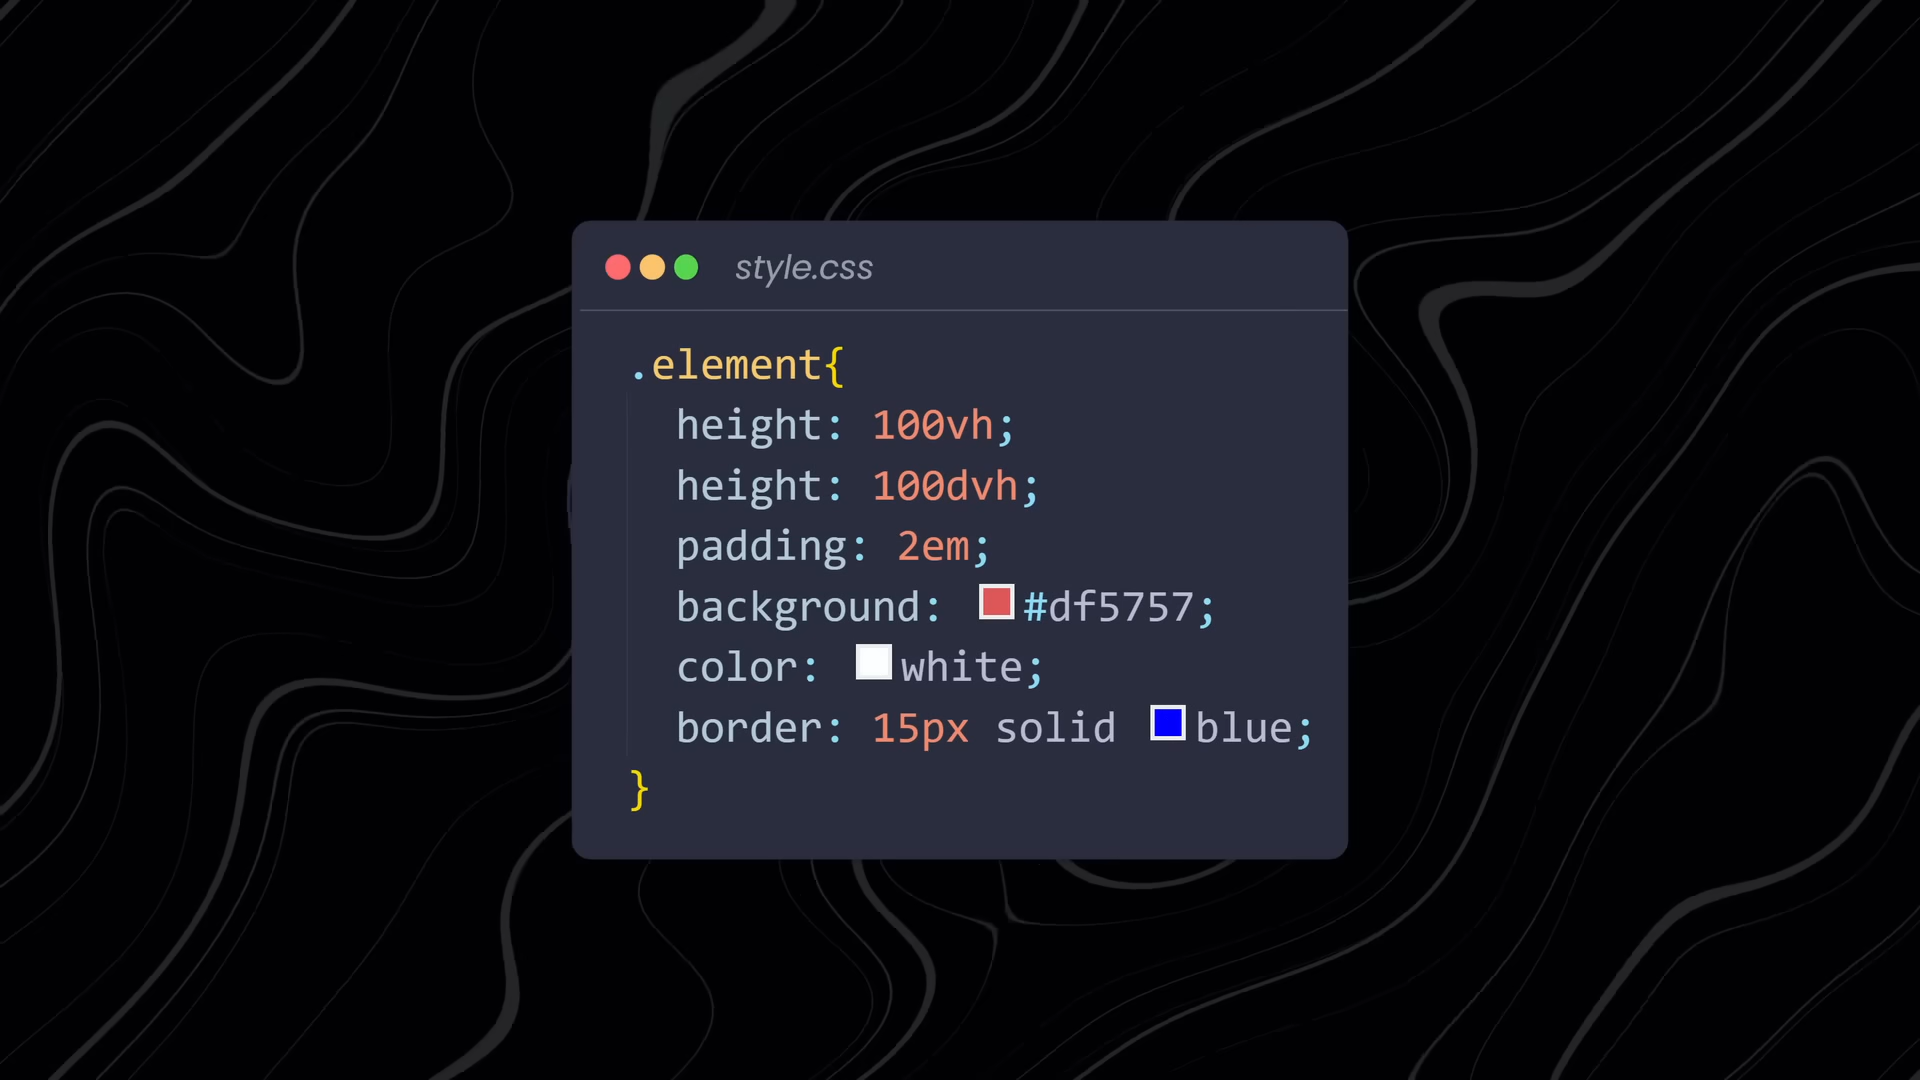 style.css
.element{
height: 100vh;
height: 100dvh;
padding: 2em;
background: #df5757;
color: white;
border: 15px solid blue;
}